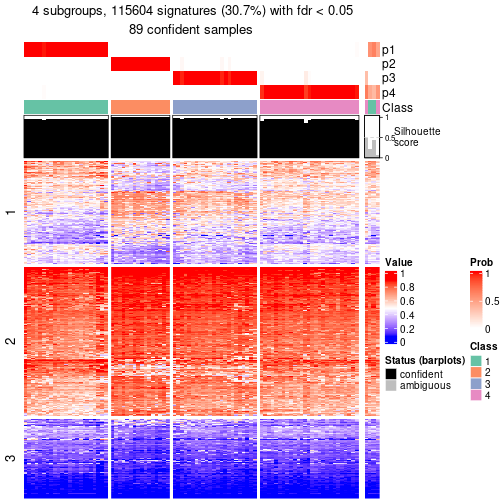 4 subgroups, 115604 signatures (30.7%) with fdr < 0.05
89 confident samples
p1
p2
p3
p4
Class
1
0.5
0
Silhouette
score
1
2
3
Value
1
0.8
0.6
0.4
0.2
0
Status (barplots)
confident
ambiguous
Prob
1
0.5
0
Class
1
2
3
4